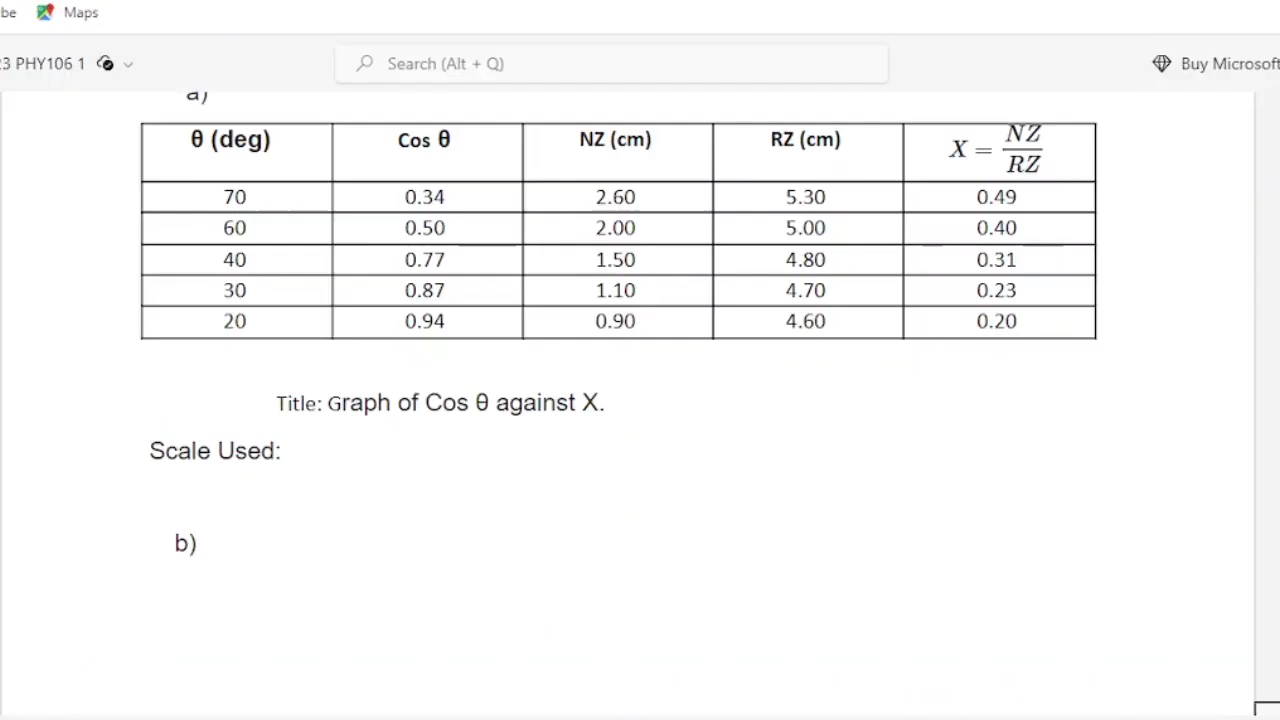 be Maps
23 PHY106 1 Search (Alt + Q) Buy Microsoft
a)
θ (deg) Cos θ NZ (cm) RZ (cm) X = NZ/RZ
70 0.34 2.60 5.30 0.49
60 0.50 2.00 5.00 0.40
40 0.77 1.50 4.80 0.31
30 0.87 1.10 4.70 0.23
20 0.94 0.90 4.60 0.20
Title: Graph of Cos θ against X.
Scale Used:
b)